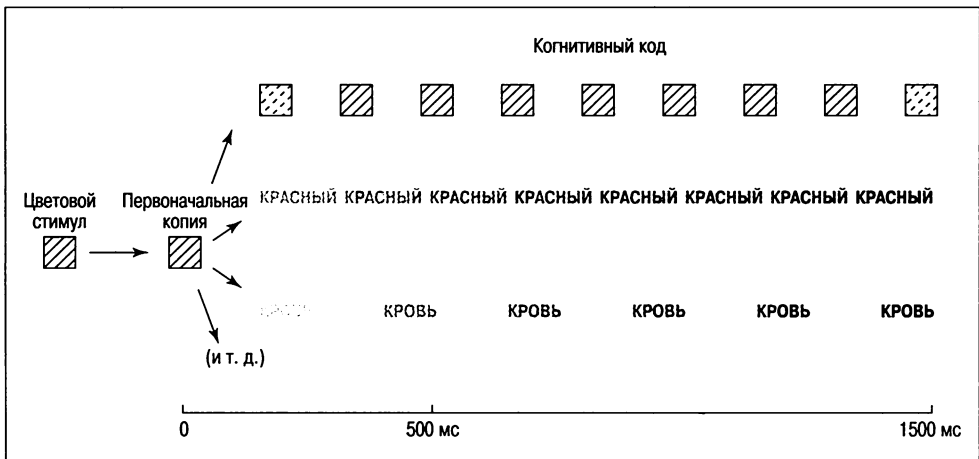 Когнитивный код
Цветовой
стимул
Первоначальная
копия
КРАСНЫЙ КРАСНЫЙ КРАСНЫЙ КРАСНЫЙ КРАСНЫЙ КРАСНЫЙ КРАСНЫЙ КРАСНЫЙ
КРОВЬ КРОВЬ КРОВЬ КРОВЬ КРОВЬ
(и т. д.)
0 500 мс 1500 мс